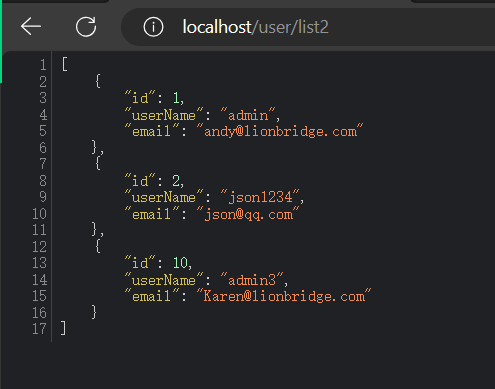 localhost/user/list2
1 [
2 {
3 "id": 1,
4 "userName": "admin",
5 "email": "andy@lionbridge.com"
6 },
7 {
8 "id": 2,
9 "userName": "json1234",
10 "email": "json@qq.com"
11 },
12 {
13 "id": 10,
14 "userName": "admin3",
15 "email": "Karen@lionbridge.com"
16 }
17 ]